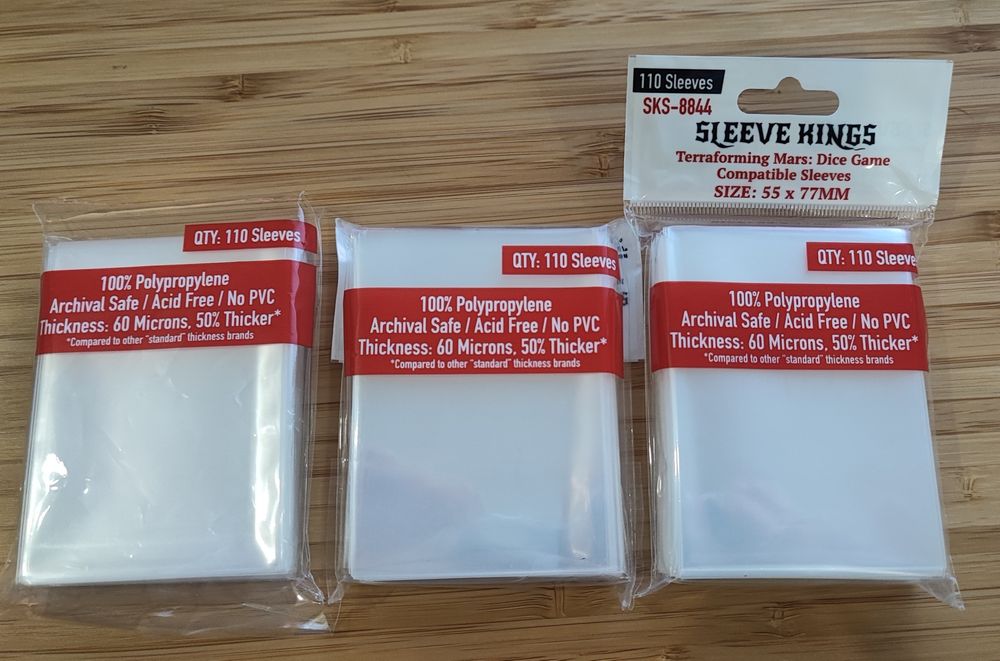 110 Sleeves
SKS-8844
SLEEVE KINGS
Terraforming Mars: Dice Game
Compatible Sleeves
SIZE: 55 x 77MM
QTY: 110 Sleeves
100% Polypropylene
Archival Safe / Acid Free / No PVC
Thickness: 60 Microns, 50% Thicker*
*Compared to other "standard" thickness brands
QTY: 110 Sleeves
100% Polypropylene
Archival Safe / Acid Free / No PVC
Thickness: 60 Microns, 50% Thicker*
*Compared to other "standard" thickness brands
QTY: 110 Sleeve
100% Polypropylene
Archival Safe / Acid Free / No PVC
Thickness: 60 Microns, 50% Thicker*
*Compared to other "standard" thickness brands